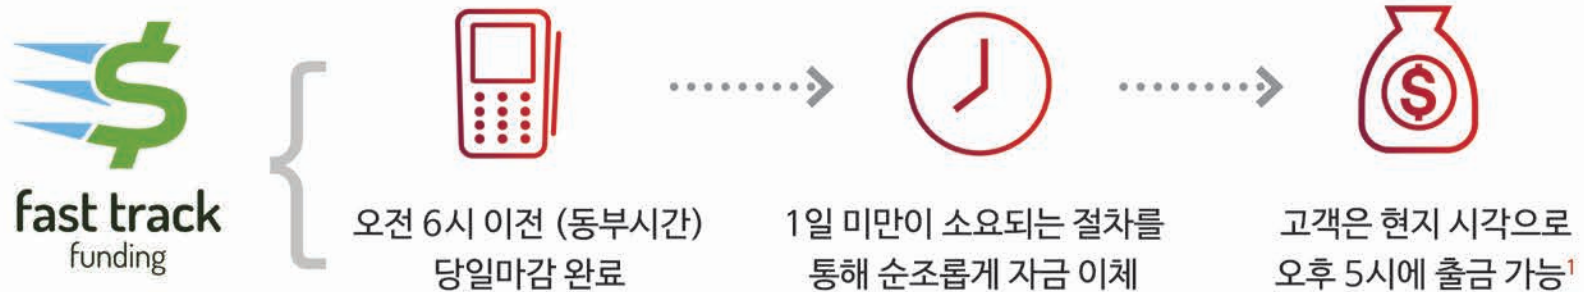 fast track
funding
오전 6시 이전 (동부시간)
당일마감 완료
1일 미만이 소요되는 절차를
통해 순조롭게 자금 이체
고객은 현지 시각으로
오후 5시에 출금 가능1